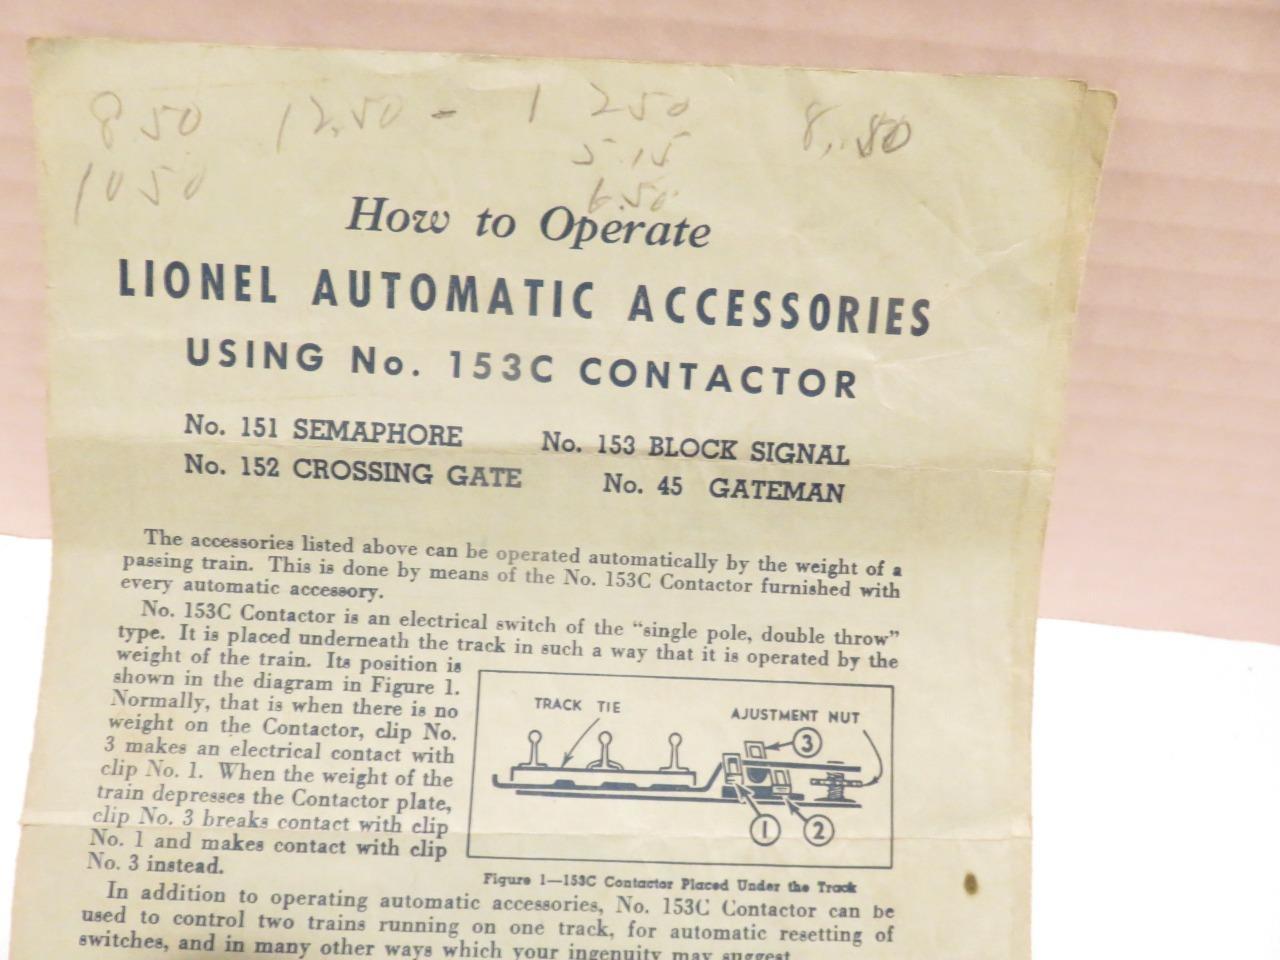 8 50 12.50 - 1 250 8.50
5.15
10 50 6.50
How to Operate
LIONEL AUTOMATIC ACCESSORIES
USING No. 153C CONTACTOR
No. 151 SEMAPHORE No. 153 BLOCK SIGNAL
No. 152 CROSSING GATE No. 45 GATEMAN
The accessories listed above can be operated automatically by the weight of a
passing train. This is done by means of the No. 153C Contactor furnished with
every automatic accessory.
No. 153C Contactor is an electrical switch of the “single pole, double throw”
type. It is placed underneath the track in such a way that it is operated by the
weight of the train. Its position is
shown in the diagram in Figure 1.
Normally, that is when there is no
weight on the Contactor, clip No.
3 makes an electrical contact with
clip No. 1. When the weight of the
train depresses the Contactor plate,
clip No. 3 breaks contact with clip
No. 1 and makes contact with clip
No. 3 instead.
TRACK TIE
AJUSTMENT NUT
3
1 2
Figure 1—153C Contactor Placed Under the Track
In addition to operating automatic accessories, No. 153C Contactor can be
used to control two trains running on one track, for automatic resetting of
switches, and in many other ways which your ingenuity may suggest.